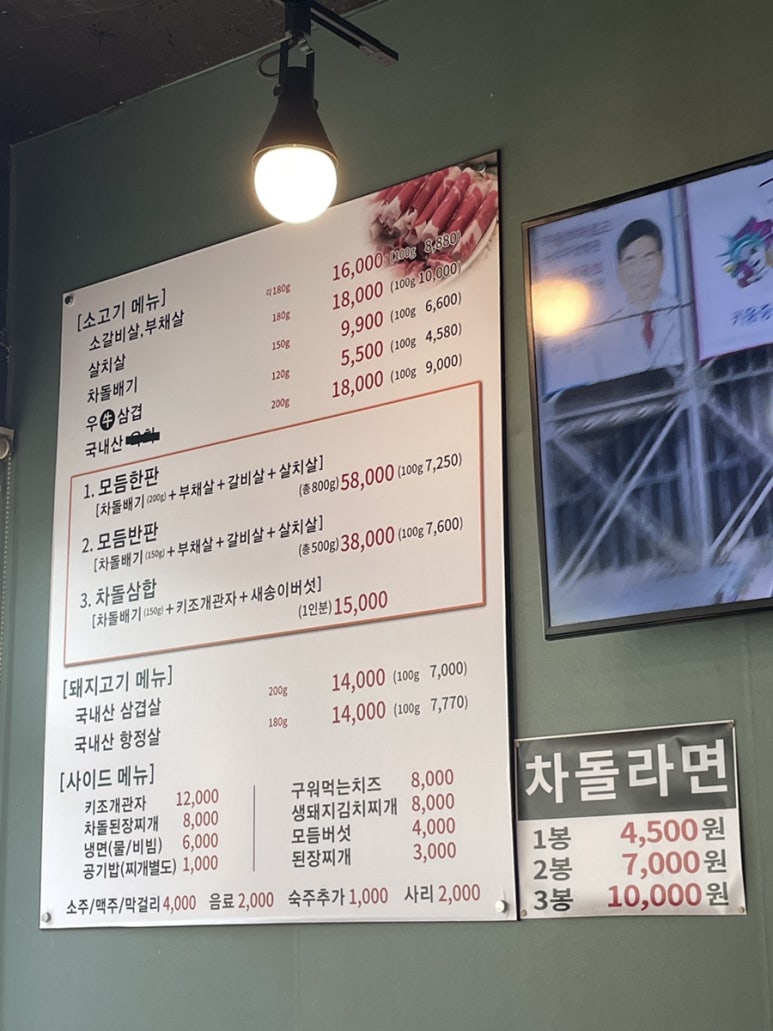 [소고기 메뉴]
소갈비살,부채살 각180g 16,000 (100g 8,880)
살치살 180g 18,000 (100g 10,000)
차돌배기 150g 9,900 (100g 6,600)
우牛삼겹 120g 5,500 (100g 4,580)
국내산 200g 18,000 (100g 9,000)
1. 모듬한판
[차돌배기(200g)+부채살+갈비살+살치살]
(총800g)58,000 (100g 7,250)
2. 모듬반판
[차돌배기(150g)+부채살+갈비살+살치살]
(총500g)38,000 (100g 7,600)
3. 차돌삼합
[차돌배기(150g)+키조개관자+새송이버섯]
(1인분)15,000
[돼지고기 메뉴]
국내산 삼겹살 200g 14,000 (100g 7,000)
국내산 항정살 180g 14,000 (100g 7,770)
[사이드 메뉴]
키조개관자 12,000
차돌된장찌개 8,000
냉면(물/비빔) 6,000
공기밥(찌개별도) 1,000
구워먹는치즈 8,000
생돼지김치찌개 8,000
모듬버섯 4,000
된장찌개 3,000
소주/맥주/막걸리 4,000 음료 2,000 숙주추가 1,000 사리 2,000
차돌라면
1봉 4,500원
2봉 7,000원
3봉 10,000원